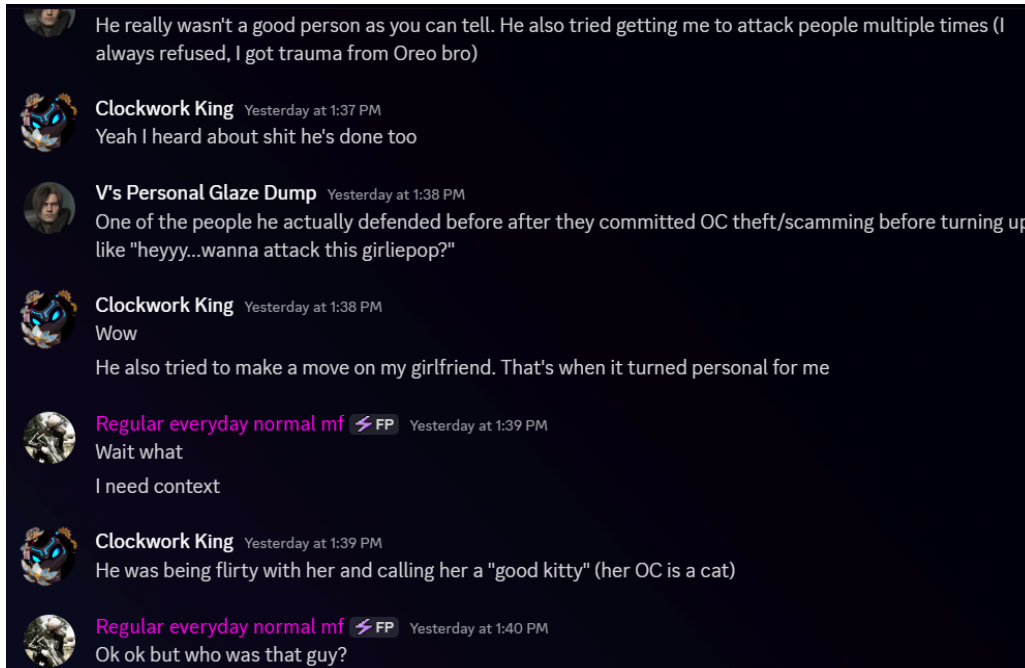 He really wasn't a good person as you can tell. He also tried getting me to attack people multiple times (I
always refused, I got trauma from Oreo bro)
Clockwork King Yesterday at 1:37 PM
Yeah I heard about shit he's done too
V's Personal Glaze Dump Yesterday at 1:38 PM
One of the people he actually defended before after they committed OC theft/scamming before turning up
like "heyyy...wanna attack this girliepop?"
Clockwork King Yesterday at 1:38 PM
Wow
He also tried to make a move on my girlfriend. That's when it turned personal for me
Regular everyday normal mf FP Yesterday at 1:39 PM
Wait what
I need context
Clockwork King Yesterday at 1:39 PM
He was being flirty with her and calling her a "good kitty" (her OC is a cat)
Regular everyday normal mf FP Yesterday at 1:40 PM
Ok ok but who was that guy?